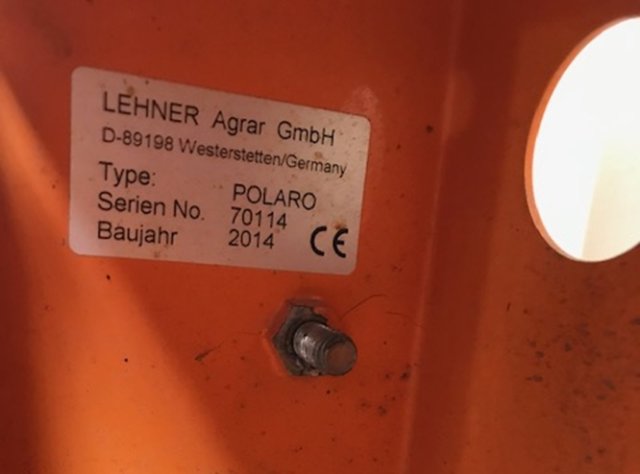 LEHNER Agrar GmbH
D-89198 Westerstetten/Germany
Type: POLARO
Serien No. 70114
Baujahr 2014 CE